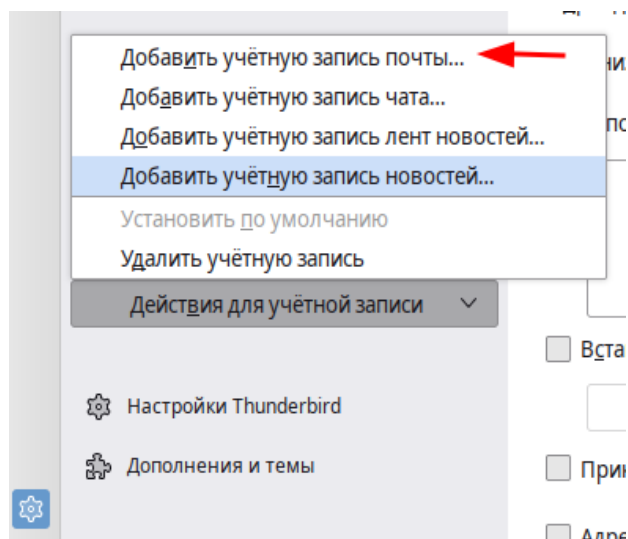 Добавить учётную запись почты...
Добавить учётную запись чата...
Добавить учётную запись лент новостей...
Добавить учётную запись новостей...
Установить по умолчанию
Удалить учётную запись
Действия для учётной записи
Настройки Thunderbird
Дополнения и темы